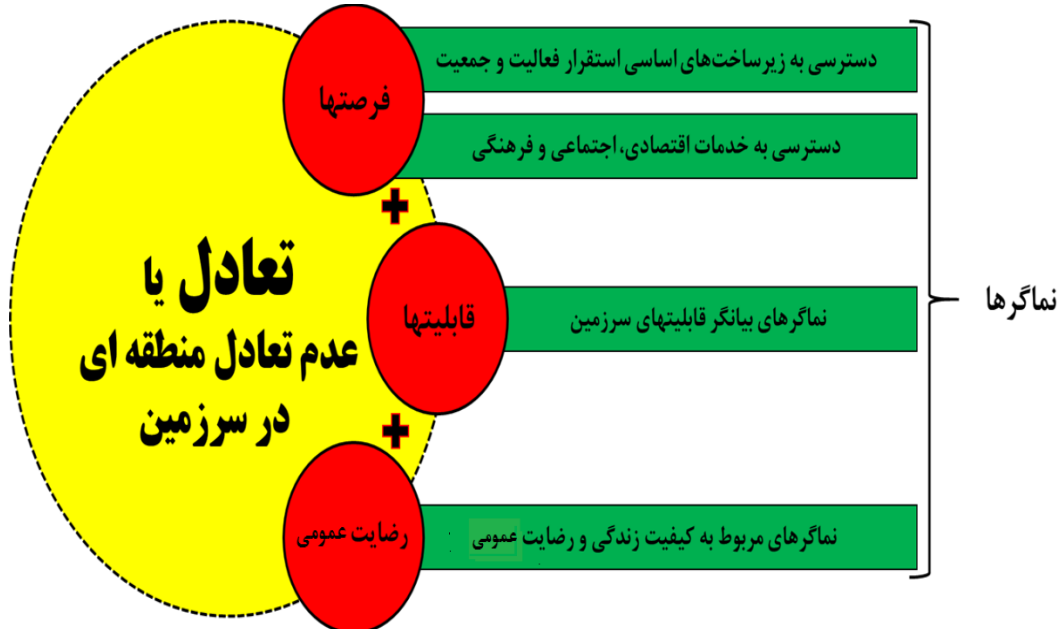 دسترسی به زیرساخت‌های اساسی استقرار فعالیت و جمعیت
فرصتها
دسترسی به خدمات اقتصادی، اجتماعی و فرهنگی
+
تعادل یا
عدم تعادل منطقه ای
در سرزمین
قابلیتها
نماگرهای بیانگر قابلیتهای سرزمین
نماگرها
+
رضایت عمومی
نماگرهای مربوط به کیفیت زندگی و رضایت عمومی